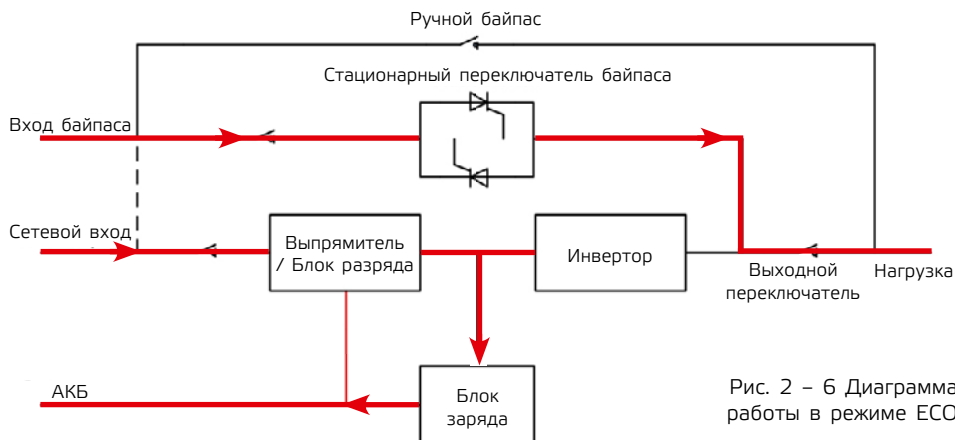 Ручной байпас
Стационарный переключатель байпаса
Вход байпаса
Сетевой вход
Выпрямитель
/ Блок разряда
Инвертор
Выходной
переключатель
Нагрузка
АКБ
Блок
заряда
Рис. 2 – 6 Диаграмма
работы в режиме ECO